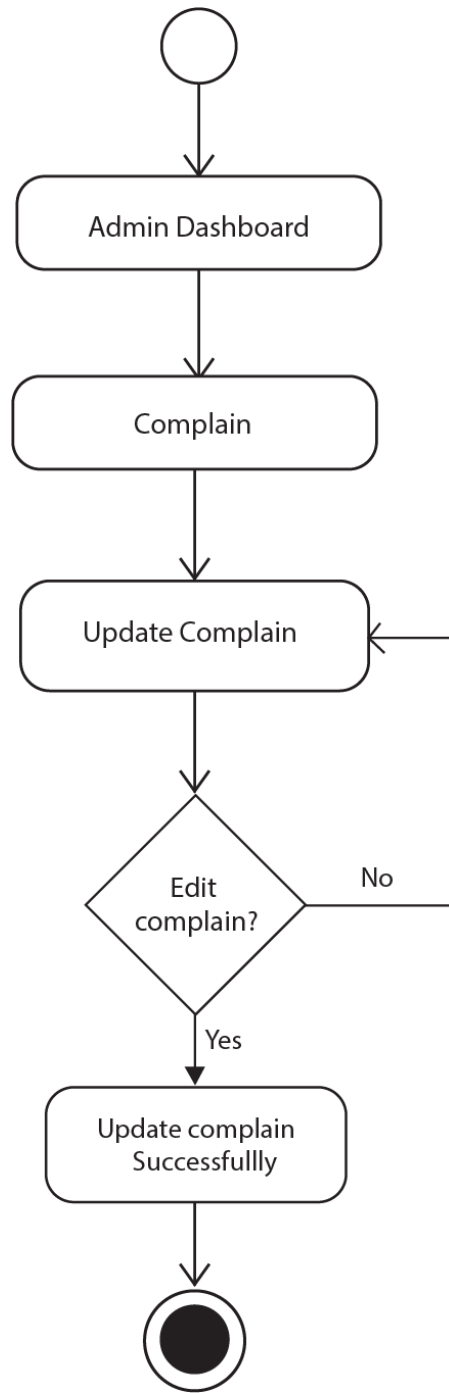 Admin Dashboard
Complain
Update Complain
Edit
complain?
No
Yes
Update complain
Successfullly